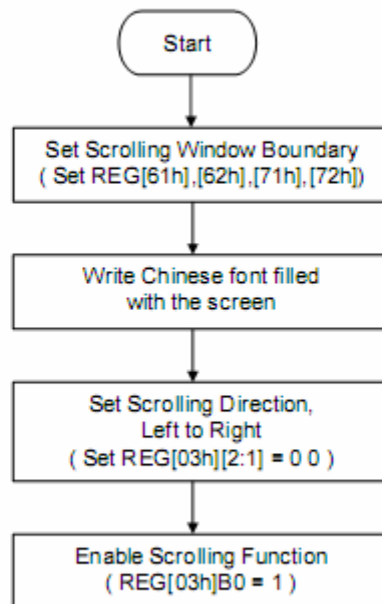 Start
Set Scrolling Window Boundary
( Set REG[61h],[62h],[71h],[72h])
Write Chinese font filled
with the screen
Set Scrolling Direction,
Left to Right
( Set REG[03h][2:1] = 0 0 )
Enable Scrolling Function
( REG[03h]B0 = 1 )